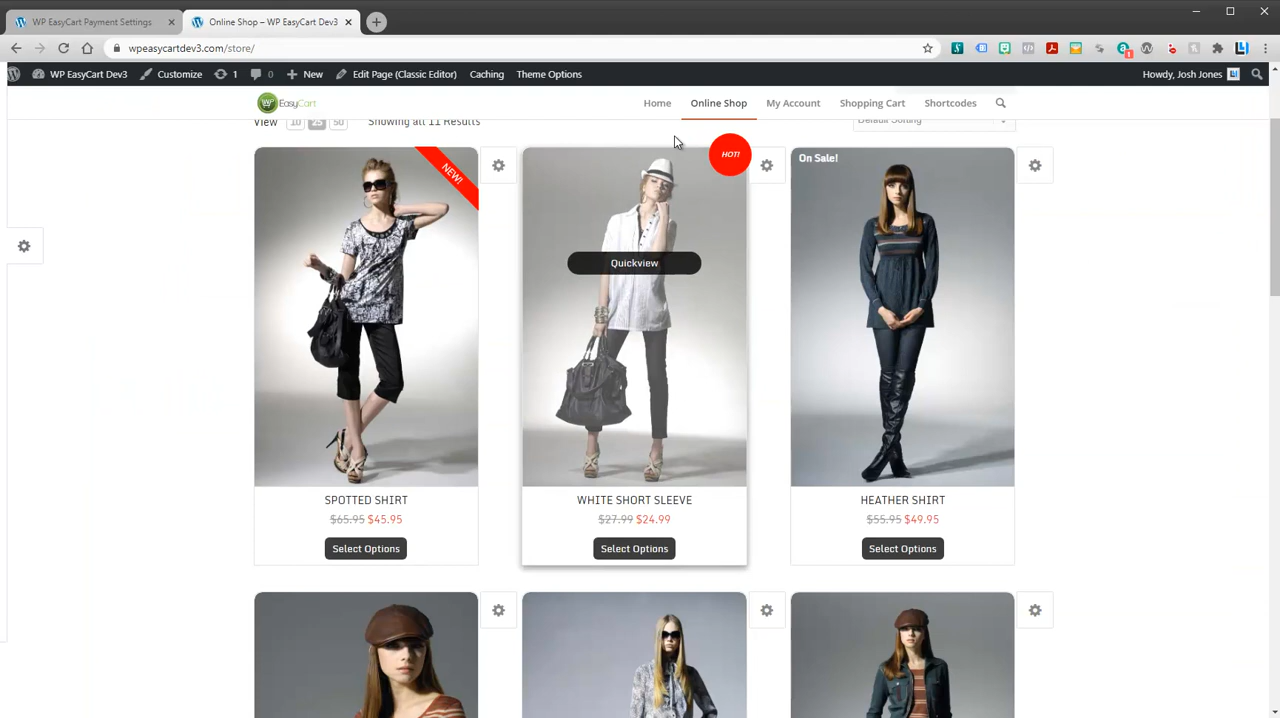 WP EasyCart Payment Settings
Online Shop – WP EasyCart Dev3
wpeasycartdev3.com/store/
WP EasyCart Dev3
Customize
1
0
New
Edit Page (Classic Editor)
Caching
Theme Options
Howdy, Josh Jones
EasyCart
Home
Online Shop
My Account
Shopping Cart
Shortcodes
View 10 25 50 Showing all 11 Results
Default Sorting
NEW!
HOT!
On Sale!
Quickview
SPOTTED SHIRT
$65.95 $45.95
Select Options
WHITE SHORT SLEEVE
$27.99 $24.99
Select Options
HEATHER SHIRT
$55.95 $49.95
Select Options